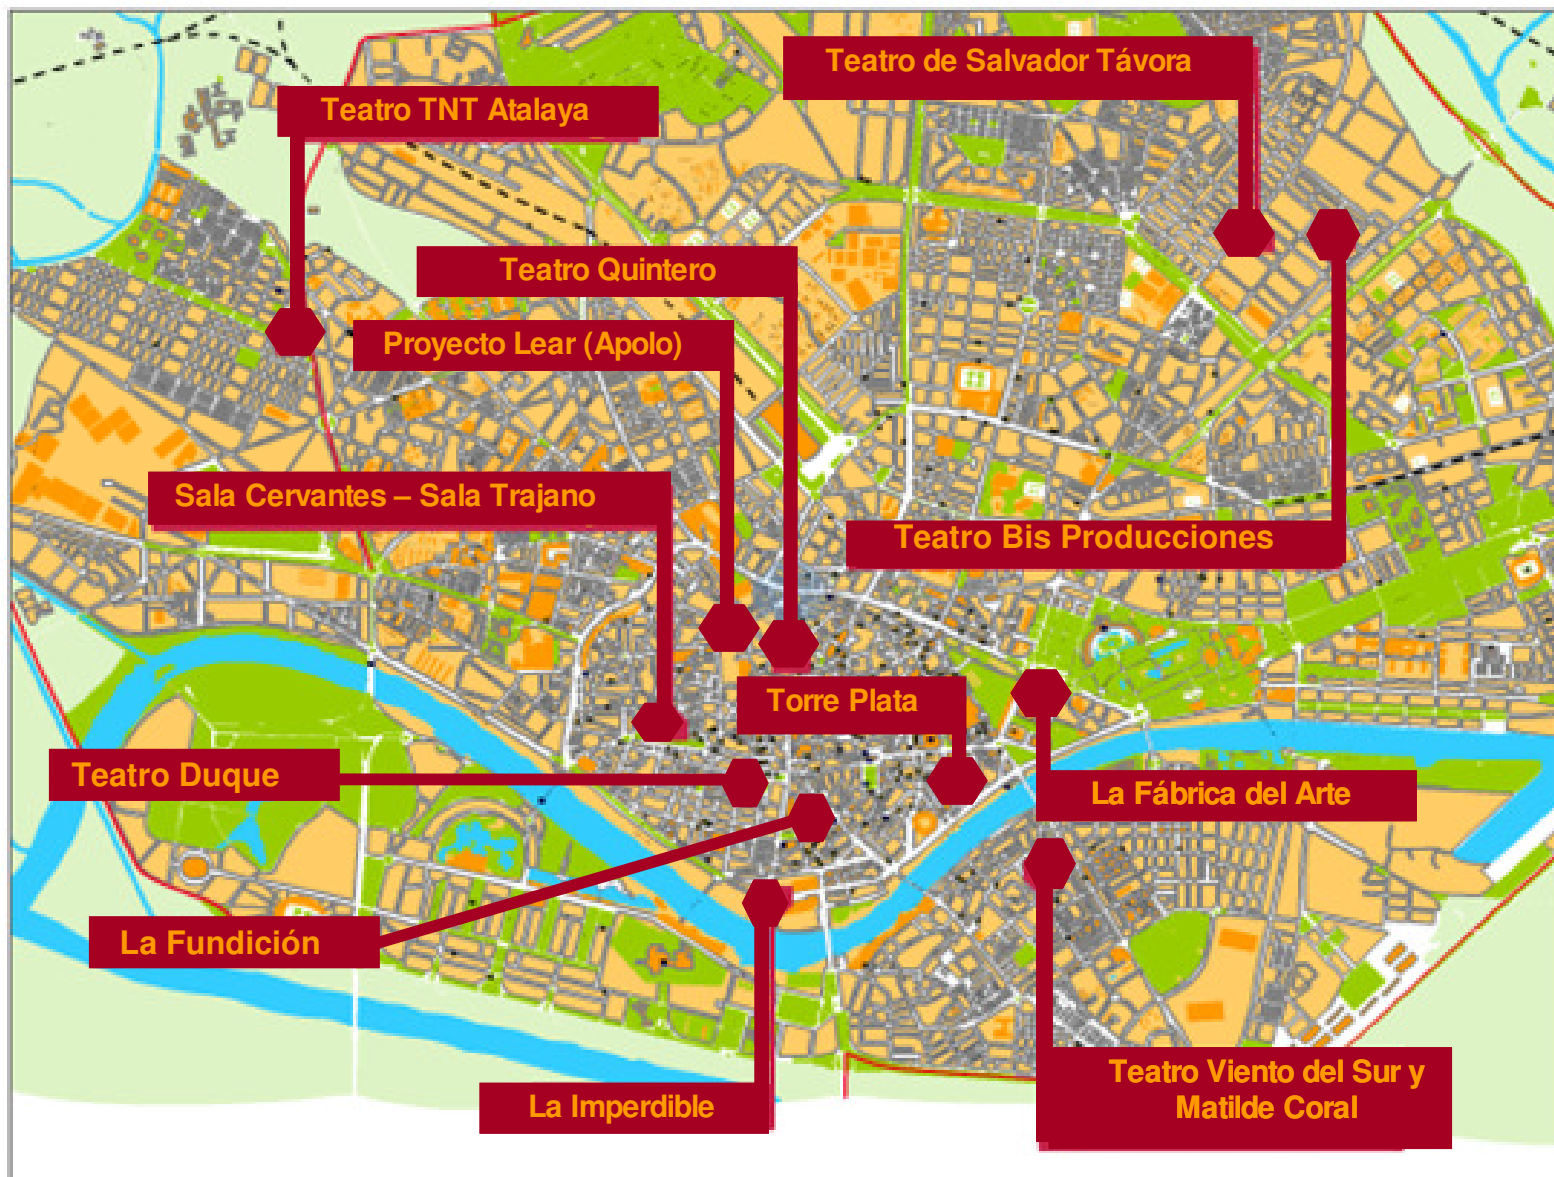 Teatro de Salvador Távora
Teatro TNT Atalaya
Teatro Quintero
Proyecto Lear (Apolo)
Sala Cervantes – Sala Trajano
Teatro Bis Producciones
Torre Plata
Teatro Duque
La Fábrica del Arte
La Fundición
Teatro Viento del Sur y
Matilde Coral
La Imperdible